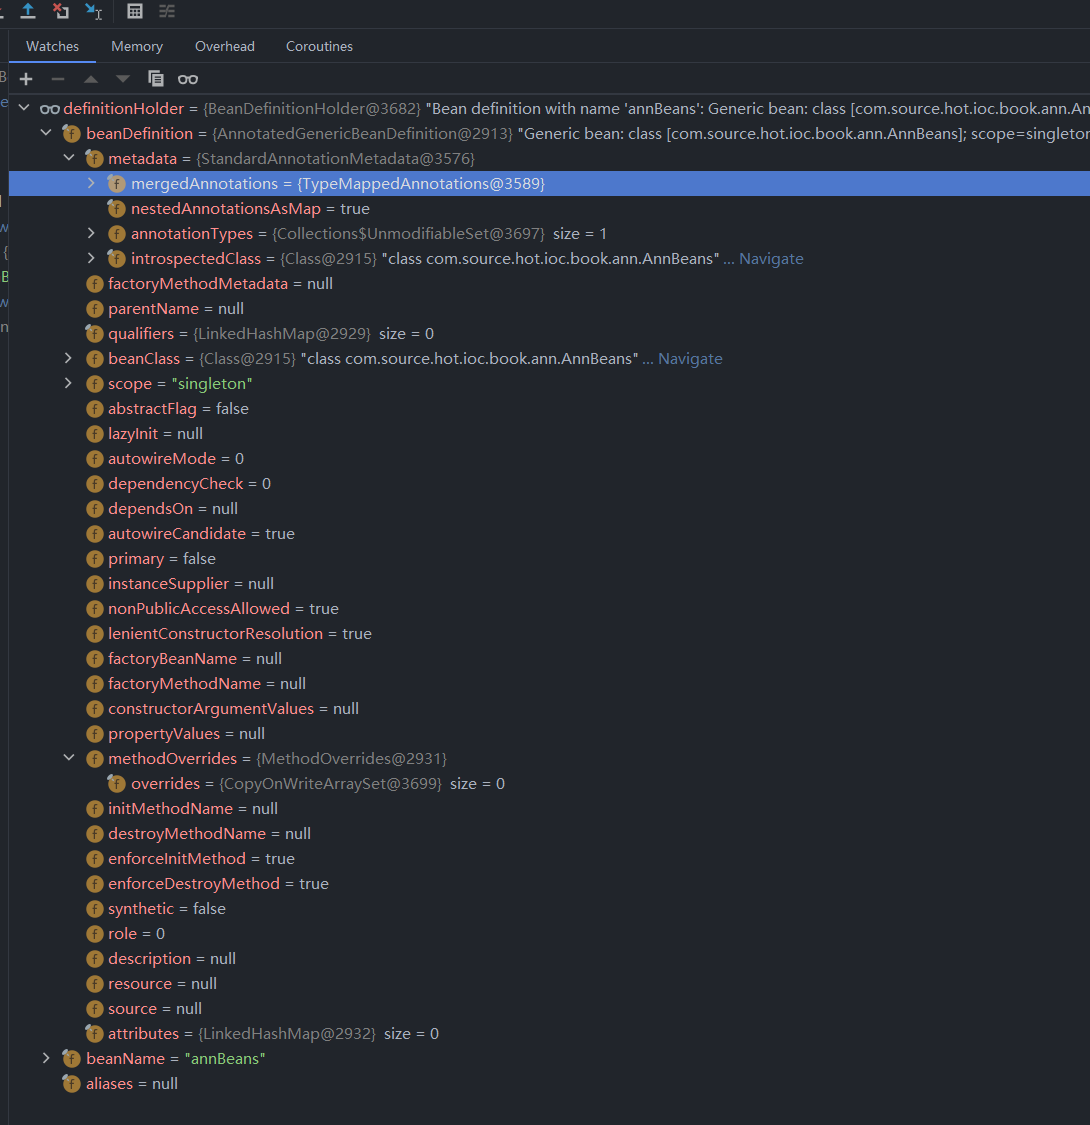 Watches Memory Overhead Coroutines
definitionHolder = {BeanDefinitionHolder@3682} "Bean definition with name 'annBeans': Generic bean: class [com.source.hot.ioc.book.ann.An
beanDefinition = {AnnotatedGenericBeanDefinition@2913} "Generic bean: class [com.source.hot.ioc.book.ann.AnnBeans]; scope=singleton
metadata = {StandardAnnotationMetadata@3576}
mergedAnnotations = {TypeMappedAnnotations@3589}
nestedAnnotationsAsMap = true
annotationTypes = {Collections$UnmodifiableSet@3697} size = 1
introspectedClass = {Class@2915} "class com.source.hot.ioc.book.ann.AnnBeans" ... Navigate
factoryMethodMetadata = null
parentName = null
qualifiers = {LinkedHashMap@2929} size = 0
beanClass = {Class@2915} "class com.source.hot.ioc.book.ann.AnnBeans" ... Navigate
scope = "singleton"
abstractFlag = false
lazyInit = null
autowireMode = 0
dependencyCheck = 0
dependsOn = null
autowireCandidate = true
primary = false
instanceSupplier = null
nonPublicAccessAllowed = true
lenientConstructorResolution = true
factoryBeanName = null
factoryMethodName = null
constructorArgumentValues = null
propertyValues = null
methodOverrides = {MethodOverrides@2931}
overrides = {CopyOnWriteArraySet@3699} size = 0
initMethodName = null
destroyMethodName = null
enforceInitMethod = true
enforceDestroyMethod = true
synthetic = false
role = 0
description = null
resource = null
source = null
attributes = {LinkedHashMap@2932} size = 0
beanName = "annBeans"
aliases = null